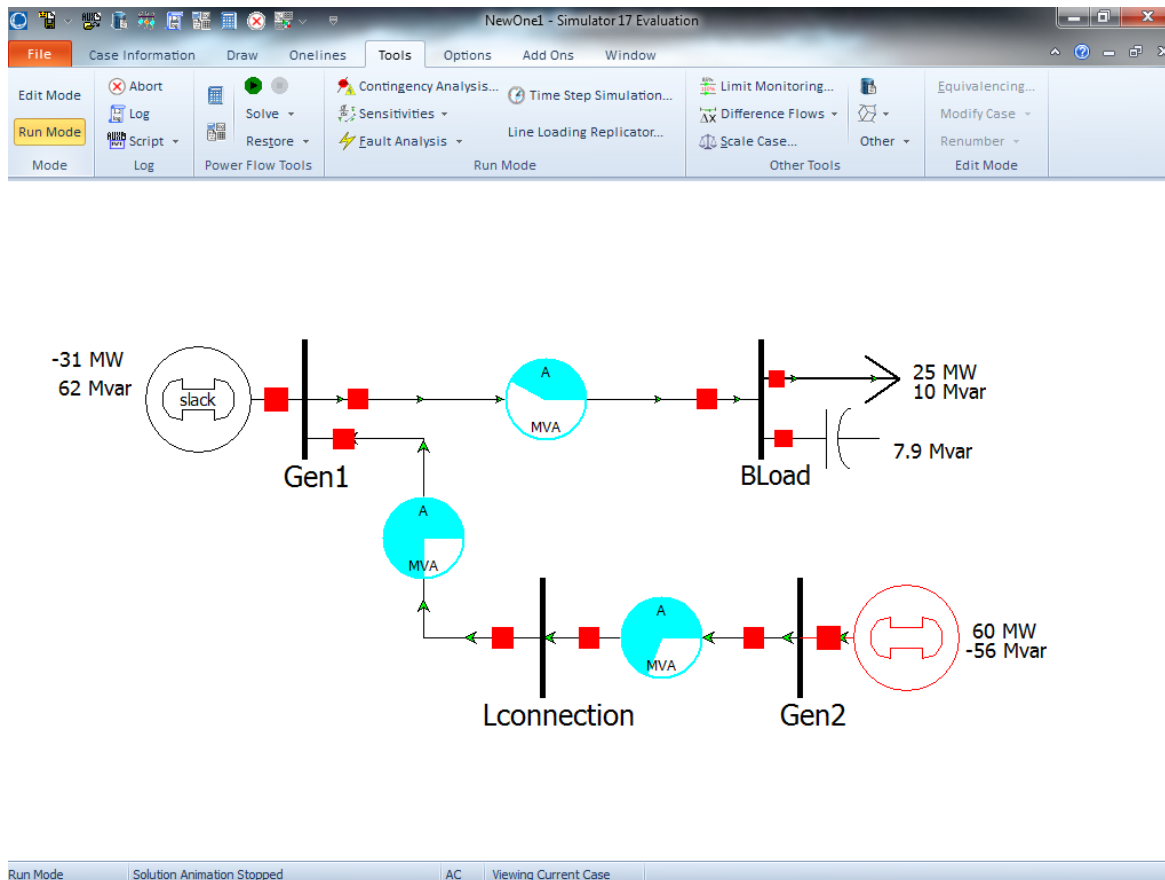 NewOne1 - Simulator 17 Evaluation
File Case Information Draw Onelines Tools Options Add Ons Window
Edit Mode
Run Mode
Mode
Abort
Log
Script
Log
Solve
Restore
Power Flow Tools
Contingency Analysis...
Sensitivities
Fault Analysis
Time Step Simulation...
Line Loading Replicator...
Run Mode
Limit Monitoring...
Difference Flows
Scale Case...
Other
Other Tools
Equivalencing...
Modify Case
Renumber
Edit Mode
-31 MW
62 Mvar
slack
Gen1
A
MVA
25 MW
10 Mvar
7.9 Mvar
BLoad
A
MVA
Lconnection
A
MVA
Gen2
60 MW
-56 Mvar
Run Mode Solution Animation Stopped AC Viewing Current Case